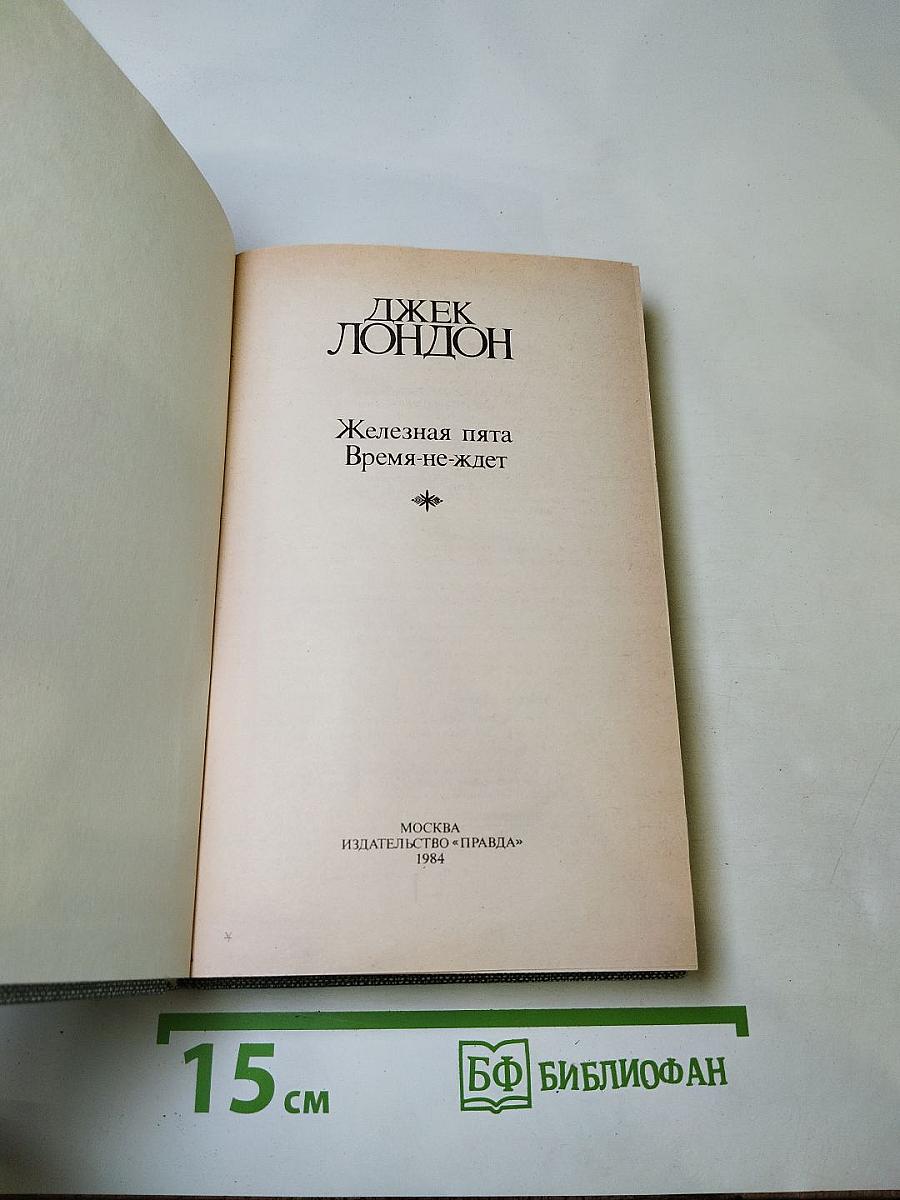 ДЖЕК
ЛОНДОН
Железная пята
Время-не-ждет
МОСКВА
ИЗДАТЕЛЬСТВО «ПРАВДА»
1984
15 см
БФ БИБЛИОФАН